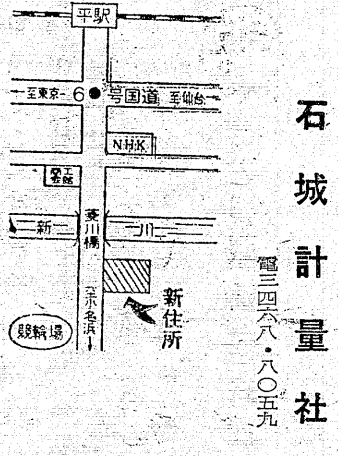 平駅
至東京
6号国道
至仙台
NHK
新川
菱川橋
至小名浜
競輪場
新住所
石城計量社
電三四六八・八〇五九